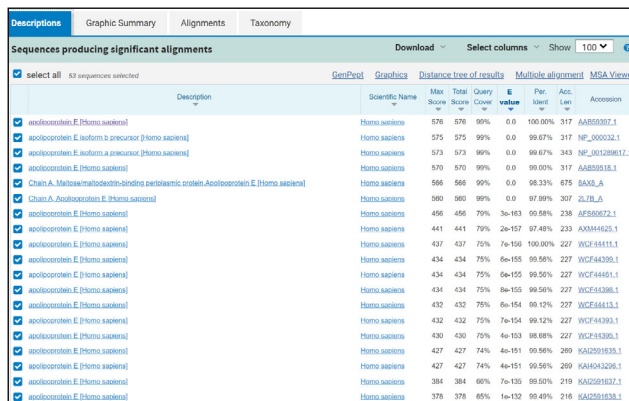 Descriptions Graphic Summary Alignments Taxonomy
Sequences producing significant alignments Download Select columns Show 100
select all 53 sequences selected GenPept Graphics Distance tree of results Multiple alignment MSA Viewe
Description Scientific Name Max Score Total Score Query Cover E value Per. Ident Acc. Len Accession
apolipoprotein E [Homo sapiens] Homo sapiens 576 576 99% 0.0 100.00% 317 AAB59397.1
apolipoprotein E isoform b precursor [Homo sapiens] Homo sapiens 575 575 99% 0.0 99.67% 317 NP_000032.1
apolipoprotein E isoform a precursor [Homo sapiens] Homo sapiens 573 573 99% 0.0 99.67% 343 NP_001289617.
apolipoprotein E [Homo sapiens] Homo sapiens 570 570 99% 0.0 99.00% 317 AAB59518.1
Chain A, Maltose/maltodextrin-binding periplasmic protein,Apolipoprotein E [Homo sapiens] Homo sapiens 566 566 99% 0.0 98.33% 675 8AX8_A
Chain A, Apolipoprotein E [Homo sapiens] Homo sapiens 560 560 99% 0.0 97.99% 307 2L7B_A
apolipoprotein E [Homo sapiens] Homo sapiens 456 456 79% 3e-163 99.58% 238 AFS60672.1
apolipoprotein E [Homo sapiens] Homo sapiens 441 441 79% 2e-157 97.48% 233 AXM44625.1
apolipoprotein E [Homo sapiens] Homo sapiens 437 437 75% 7e-156 100.00% 227 WCF44411.1
apolipoprotein E [Homo sapiens] Homo sapiens 434 434 75% 6e-155 99.56% 227 WCF44399.1
apolipoprotein E [Homo sapiens] Homo sapiens 434 434 75% 6e-155 99.56% 227 WCF44461.1
apolipoprotein E [Homo sapiens] Homo sapiens 434 434 75% 8e-155 99.56% 227 WCF44398.1
apolipoprotein E [Homo sapiens] Homo sapiens 432 432 75% 6e-154 99.12% 227 WCF44413.1
apolipoprotein E [Homo sapiens] Homo sapiens 432 432 75% 7e-154 99.12% 227 WCF44393.1
apolipoprotein E [Homo sapiens] Homo sapiens 430 430 75% 4e-153 98.68% 227 WCF44395.1
apolipoprotein E [Homo sapiens] Homo sapiens 427 427 74% 4e-151 99.56% 269 KAI2591635.1
apolipoprotein E [Homo sapiens] Homo sapiens 427 427 74% 4e-151 99.56% 269 KAI4043296.1
apolipoprotein E [Homo sapiens] Homo sapiens 384 384 66% 7e-135 99.50% 219 KAI2591637.1
apolipoprotein E [Homo sapiens] Homo sapiens 378 378 65% 1e-132 99.49% 216 KAI2591638.1